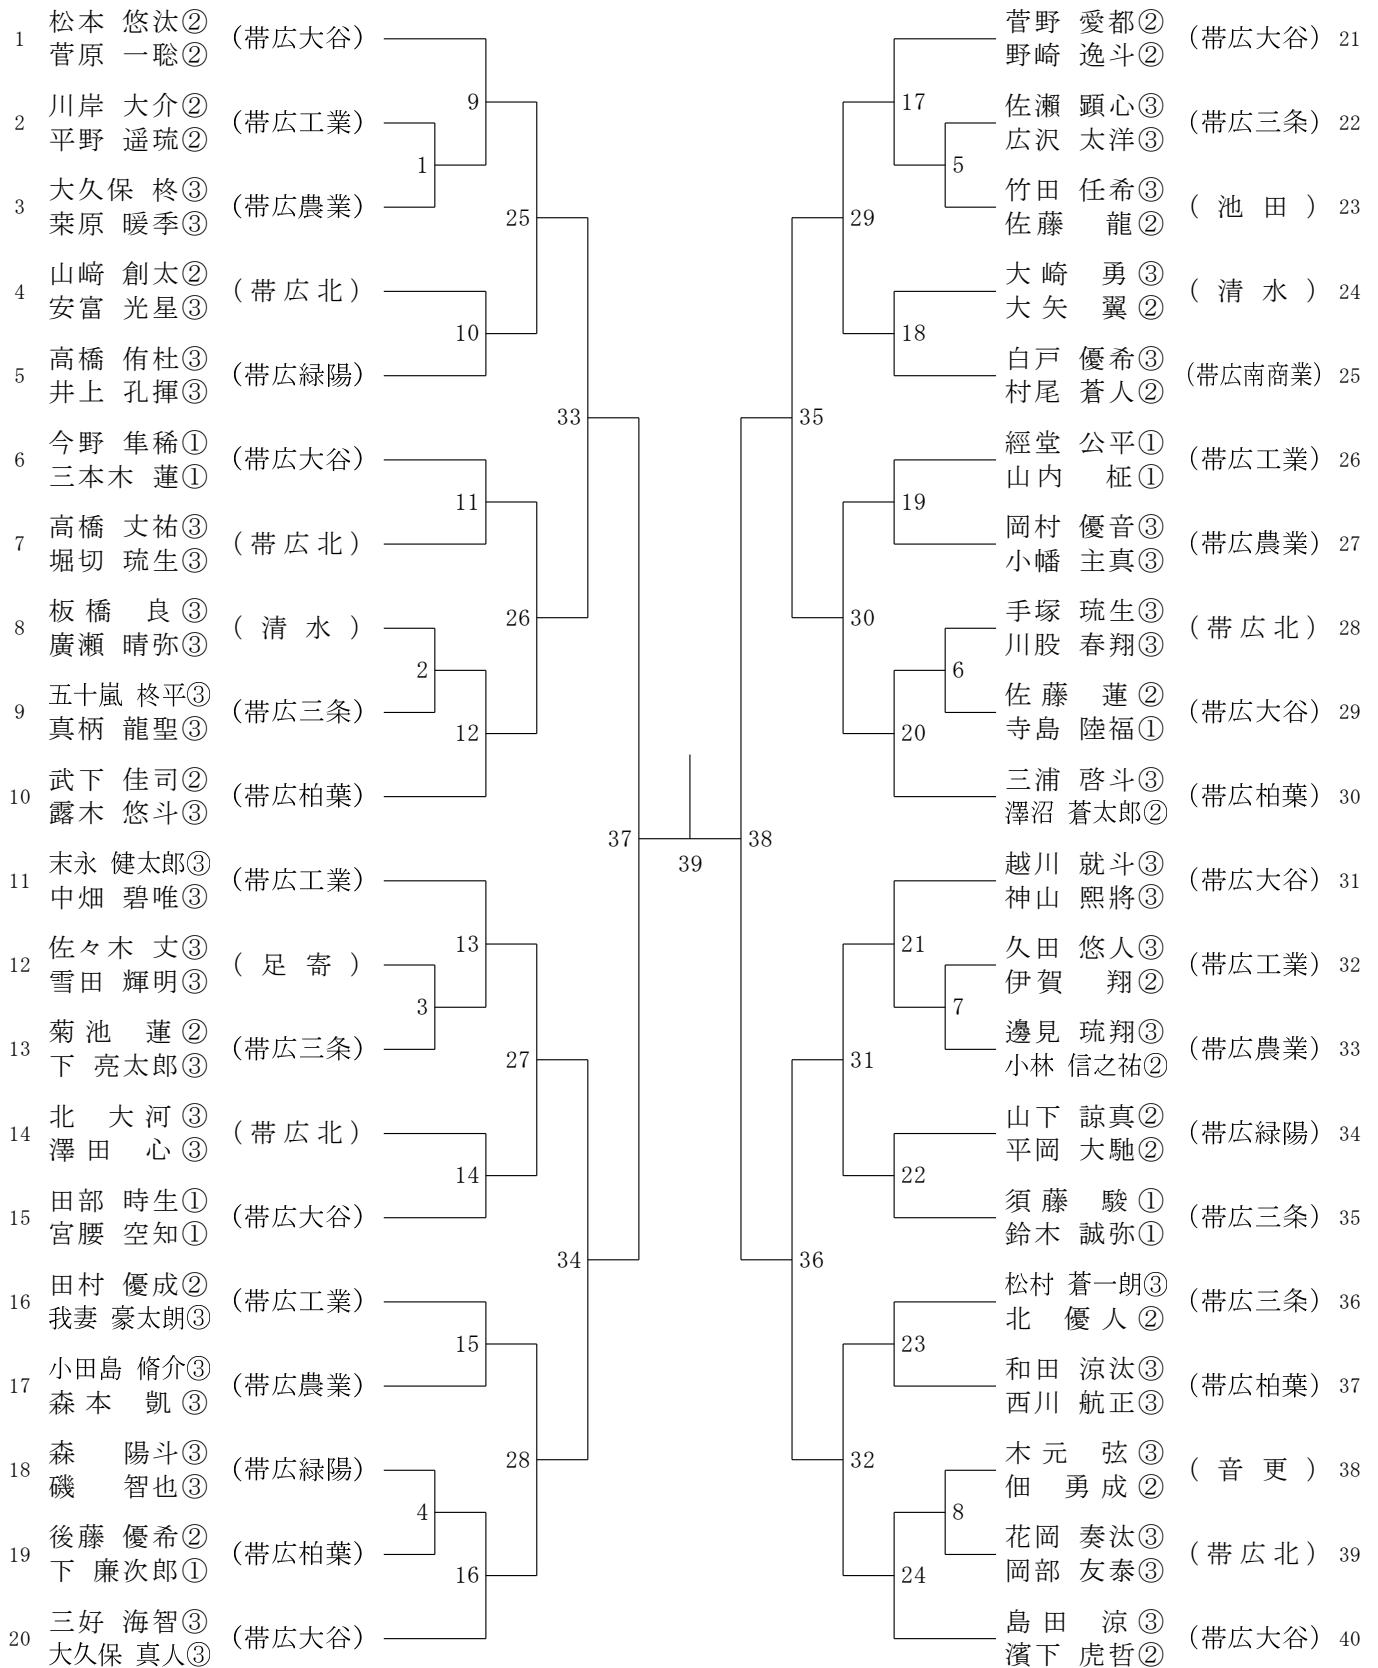 1 松本 悠汰② (帯広大谷)
菅原 一聡②
2 川岸 大介② (帯広工業)
平野 遥琉②
3 大久保 柊③ (帯広農業)
桒原 暖季③
4 山﨑 創太② (帯広北)
安富 光星③
5 高橋 侑杜③ (帯広緑陽)
井上 孔揮③
6 今野 隼稀① (帯広大谷)
三本木 蓮①
7 高橋 丈祐③ (帯広北)
堀切 琉生③
8 板橋 良③ (清水)
廣瀬 晴弥③
9 五十嵐 柊平③ (帯広三条)
真柄 龍聖③
10 武下 佳司② (帯広柏葉)
露木 悠斗③
11 末永 健太郎③ (帯広工業)
中畑 碧唯③
12 佐々木 丈③ (足寄)
雪田 輝明③
13 菊池 蓮② (帯広三条)
下 亮太郎③
14 北 大河③ (帯広北)
澤田 心③
15 田部 時生① (帯広大谷)
宮腰 空知①
16 田村 優成② (帯広工業)
我妻 豪太朗③
17 小田島 脩介③ (帯広農業)
森本 凱③
18 森 陽斗③ (帯広緑陽)
磯 智也③
19 後藤 優希② (帯広柏葉)
下 廉次郎①
20 三好 海智③ (帯広大谷)
大久保 真人③
1
2
3
4
9
10
11
12
13
14
15
16
25
26
27
28
33
34
37
39
38
35
36
29
30
31
32
17
18
19
20
21
22
23
24
5
6
7
8
菅野 愛都② (帯広大谷) 21
野崎 逸斗②
佐瀬 顕心③ (帯広三条) 22
広沢 太洋③
竹田 任希③ (池田) 23
佐藤 龍②
大崎 勇③ (清水) 24
大矢 翼②
白戸 優希③ (帯広南商業) 25
村尾 蒼人②
經堂 公平① (帯広工業) 26
山内 柾①
岡村 優音③ (帯広農業) 27
小幡 主真③
手塚 琉生③ (帯広北) 28
川股 春翔③
佐藤 蓮② (帯広大谷) 29
寺島 陸福①
三浦 啓斗③ (帯広柏葉) 30
澤沼 蒼太郎②
越川 就斗③ (帯広大谷) 31
神山 熙將③
久田 悠人③ (帯広工業) 32
伊賀 翔②
邊見 琉翔③ (帯広農業) 33
小林 信之祐②
山下 諒真② (帯広緑陽) 34
平岡 大馳②
須藤 駿① (帯広三条) 35
鈴木 誠弥①
松村 蒼一朗③ (帯広三条) 36
北 優人②
和田 涼汰③ (帯広柏葉) 37
西川 航正③
木元 弦③ (音更) 38
佃 勇成②
花岡 奏汰③ (帯広北) 39
岡部 友泰③
島田 涼③ (帯広大谷) 40
濱下 虎哲②